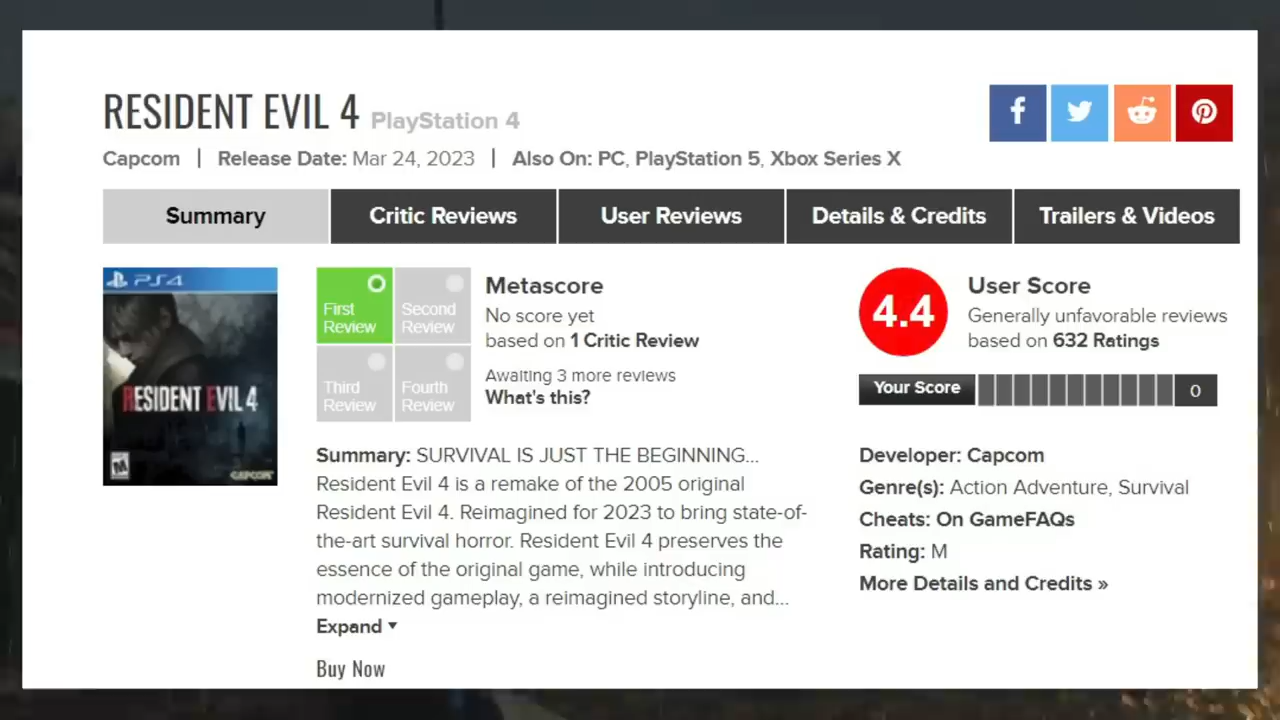 RESIDENT EVIL 4 PlayStation 4
Capcom | Release Date: Mar 24, 2023 | Also On: PC, PlayStation 5, Xbox Series X
Summary Critic Reviews User Reviews Details & Credits Trailers & Videos
PS4
RESIDENT EVIL 4
M
CAPCOM
First Review
Second Review
Third Review
Fourth Review
Metascore
No score yet
based on 1 Critic Review
Awaiting 3 more reviews
What's this?
4.4
User Score
Generally unfavorable reviews
based on 632 Ratings
Your Score 0
Summary: SURVIVAL IS JUST THE BEGINNING...
Resident Evil 4 is a remake of the 2005 original
Resident Evil 4. Reimagined for 2023 to bring state-of-
the-art survival horror. Resident Evil 4 preserves the
essence of the original game, while introducing
modernized gameplay, a reimagined storyline, and...
Expand
Buy Now
Developer: Capcom
Genre(s): Action Adventure, Survival
Cheats: On GameFAQs
Rating: M
More Details and Credits »